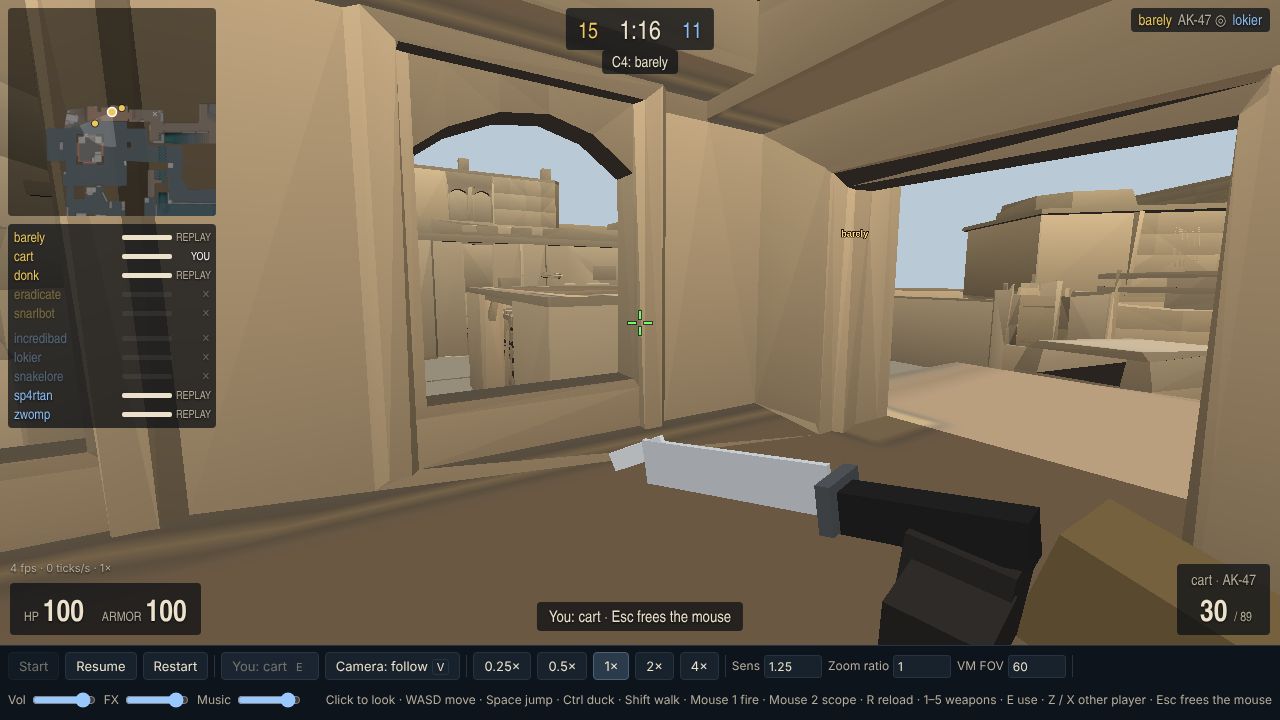 15 1:16 11
C4: barely
barely AK-47 lokier
barely REPLAY
cart YOU
donk REPLAY
eradicate ×
snarlbot ×
incredibad ×
lokier ×
snakelore ×
sp4rtan REPLAY
zwomp REPLAY
barely
4 fps · 0 ticks/s · 1×
HP 100 ARMOR 100
You: cart · Esc frees the mouse
cart · AK-47
30 / 89
Start Resume Restart You: cart E Camera: follow V 0.25× 0.5× 1× 2× 4× Sens 1.25 Zoom ratio 1 VM FOV 60
Vol FX Music Click to look · WASD move · Space jump · Ctrl duck · Shift walk · Mouse 1 fire · Mouse 2 scope · R reload · 1–5 weapons · E use · Z / X other player · Esc frees the mouse